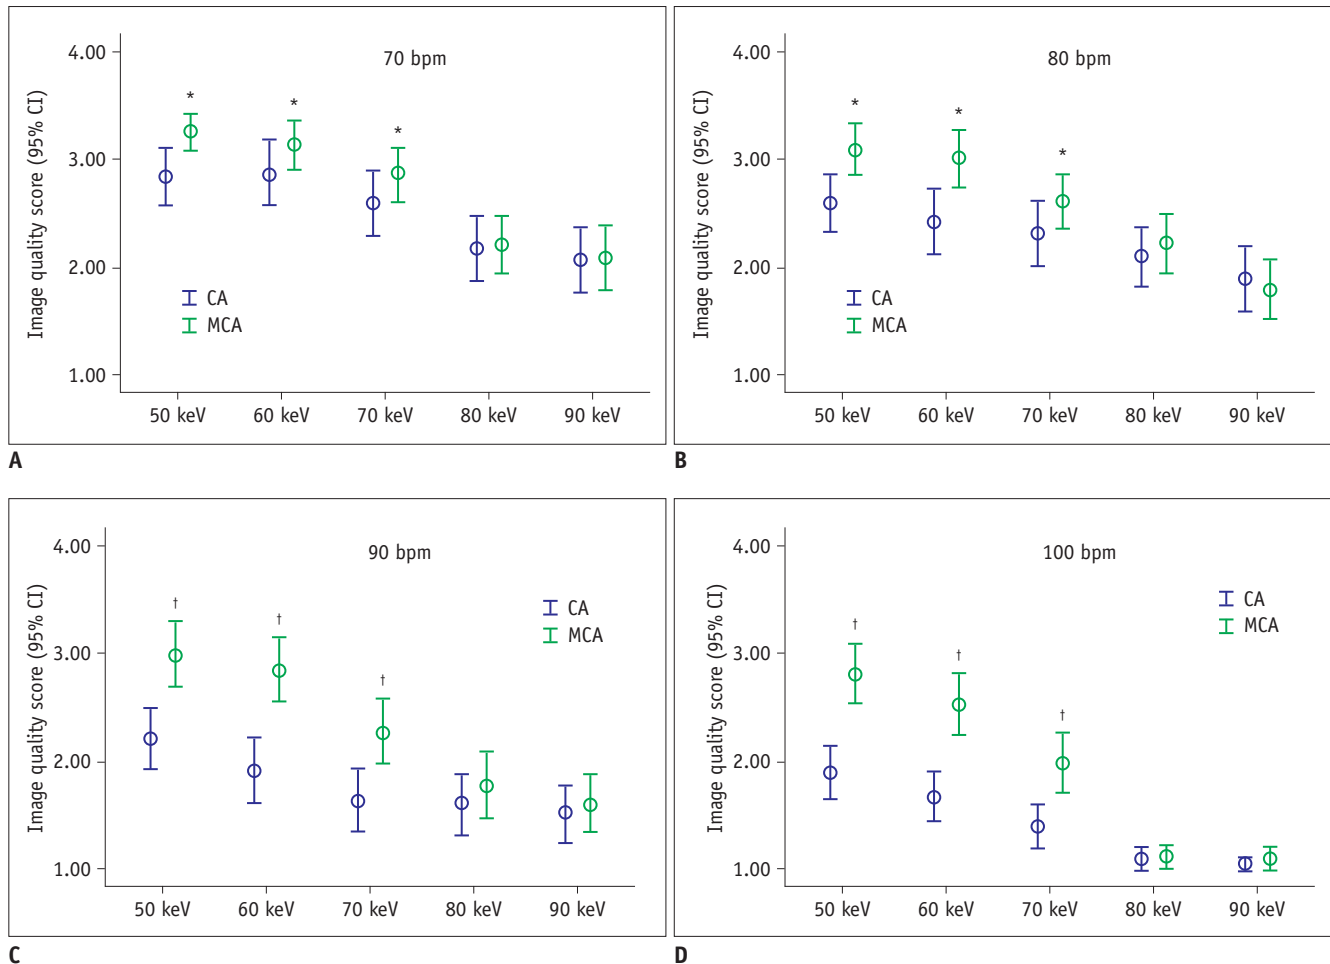 70 bpm
4.00
3.00
2.00
1.00
Image quality score (95% CI)
* * *
CA
MCA
50 keV 60 keV 70 keV 80 keV 90 keV
A
80 bpm
4.00
3.00
2.00
1.00
Image quality score (95% CI)
* * *
CA
MCA
50 keV 60 keV 70 keV 80 keV 90 keV
B
90 bpm
4.00
3.00
2.00
1.00
Image quality score (95% CI)
† † †
CA
MCA
50 keV 60 keV 70 keV 80 keV 90 keV
C
100 bpm
4.00
3.00
2.00
1.00
Image quality score (95% CI)
† † †
CA
MCA
50 keV 60 keV 70 keV 80 keV 90 keV
D